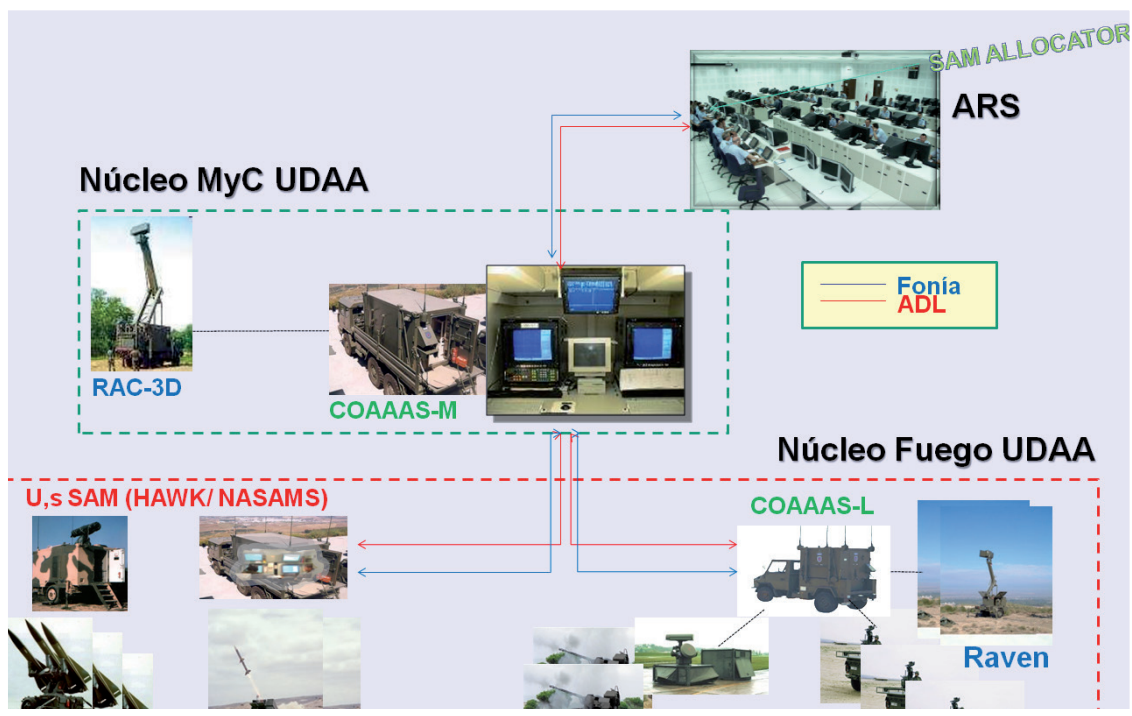 SAM ALLOCATOR
ARS
Núcleo MyC UDAA
Fonía
ADL
RAC-3D
COAAAS-M
Núcleo Fuego UDAA
U,s SAM (HAWK/ NASAMS)
COAAAS-L
Raven